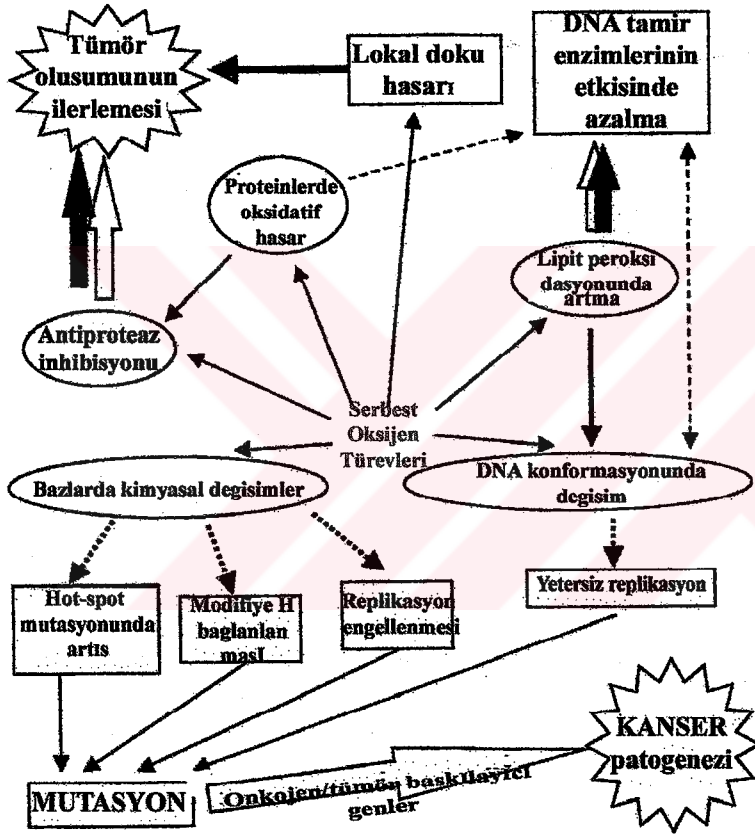 Tümör
olusumunun
ilerlemesi
Lokal doku
hasarı
DNA tamir
enzimlerinin
etkisinde
azalma
Proteinlerde
oksidatif
hasar
Lipit peroksi
dasyonunda
artma
Antiproteaz
inhibisyonu
Serbest
Oksijen
Türevleri
Bazlarda kimyasal degisimler
DNA konformasyonunda
degisim
Hot-spot
mutasyonunda
artıs
Modifiye H
baglanlan
ması
Replikasyon
engellenmesi
Yetersiz replikasyon
MUTASYON
Onkojen/tümör baskılayici
genler
KANSER
patogenezi